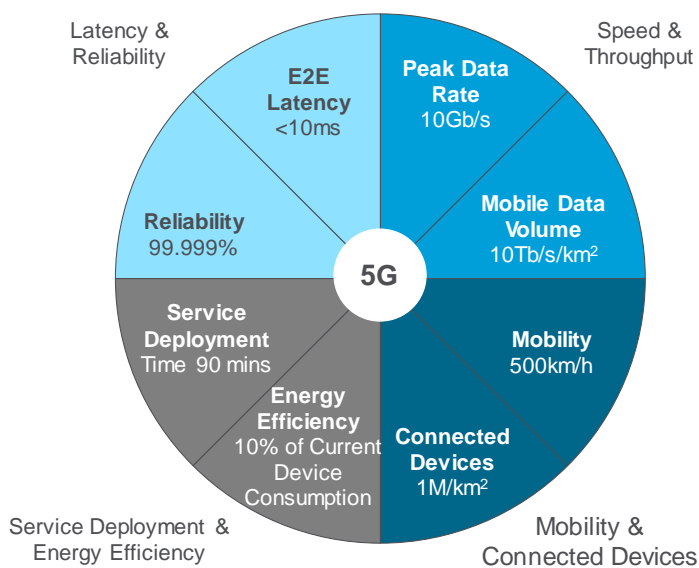 Latency &
Reliability
Speed &
Throughput
E2E
Latency
<10ms
Peak Data
Rate
10Gb/s
Reliability
99.999%
Mobile Data
Volume
10Tb/s/km²
5G
Service
Deployment
Time 90 mins
Mobility
500km/h
Energy
Efficiency
10% of Current
Device
Consumption
Connected
Devices
1M/km²
Service Deployment &
Energy Efficiency
Mobility &
Connected Devices